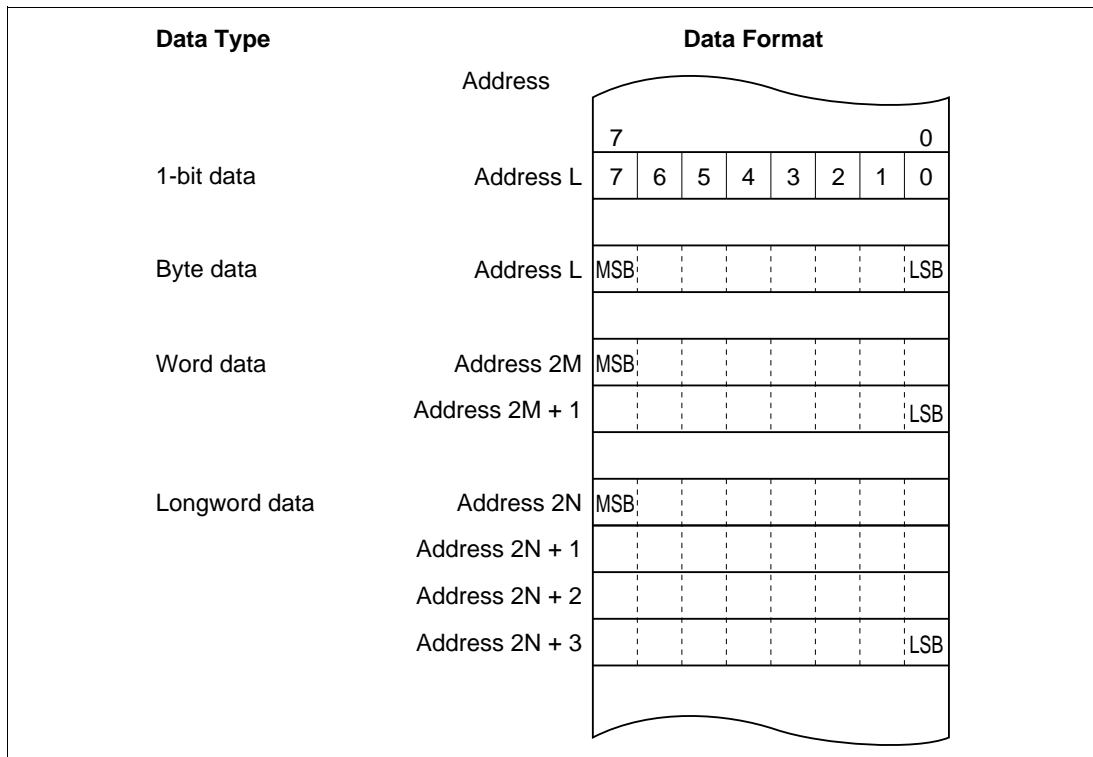 Data Type Data Format
Address
7 0
1-bit data Address L 7 6 5 4 3 2 1 0
Byte data Address L MSB LSB
Word data Address 2M MSB
Address 2M + 1 LSB
Longword data Address 2N MSB
Address 2N + 1
Address 2N + 2
Address 2N + 3 LSB